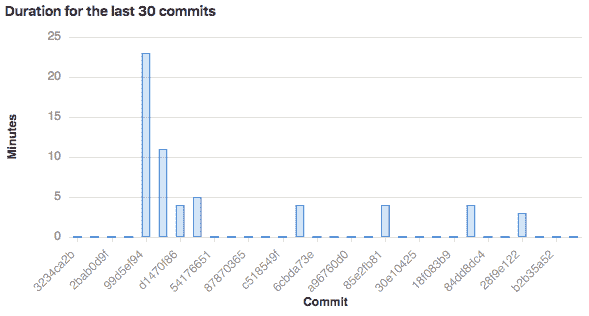 Duration for the last 30 commits
25
20
15
10
5
0
Minutes
3234ca2b
2bab0d9f
99d5ef94
d1470f86
54176651
87870365
c518549f
6cbda73e
a96760d0
85e2fb81
30e10425
18f083b9
84dd8dc4
28f9e122
b2b35a52
Commit